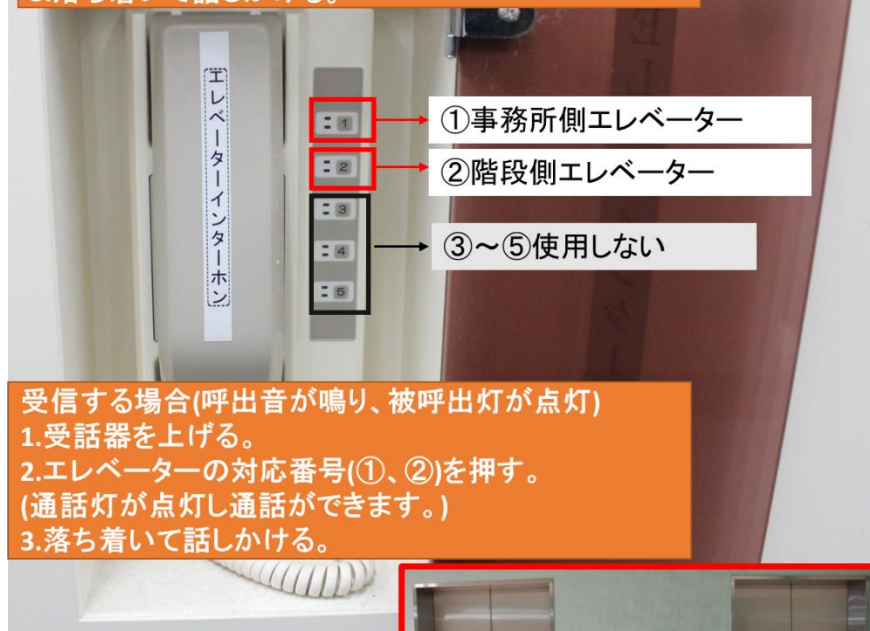 エレベーターインターホン
1
①事務所側エレベーター
2
②階段側エレベーター
3
4
③～⑤使用しない
5
受信する場合(呼出音が鳴り、被呼出灯が点灯)
1.受話器を上げる。
2.エレベーターの対応番号(①、②)を押す。
(通話灯が点灯し通話ができます。)
3.落ち着いて話しかける。